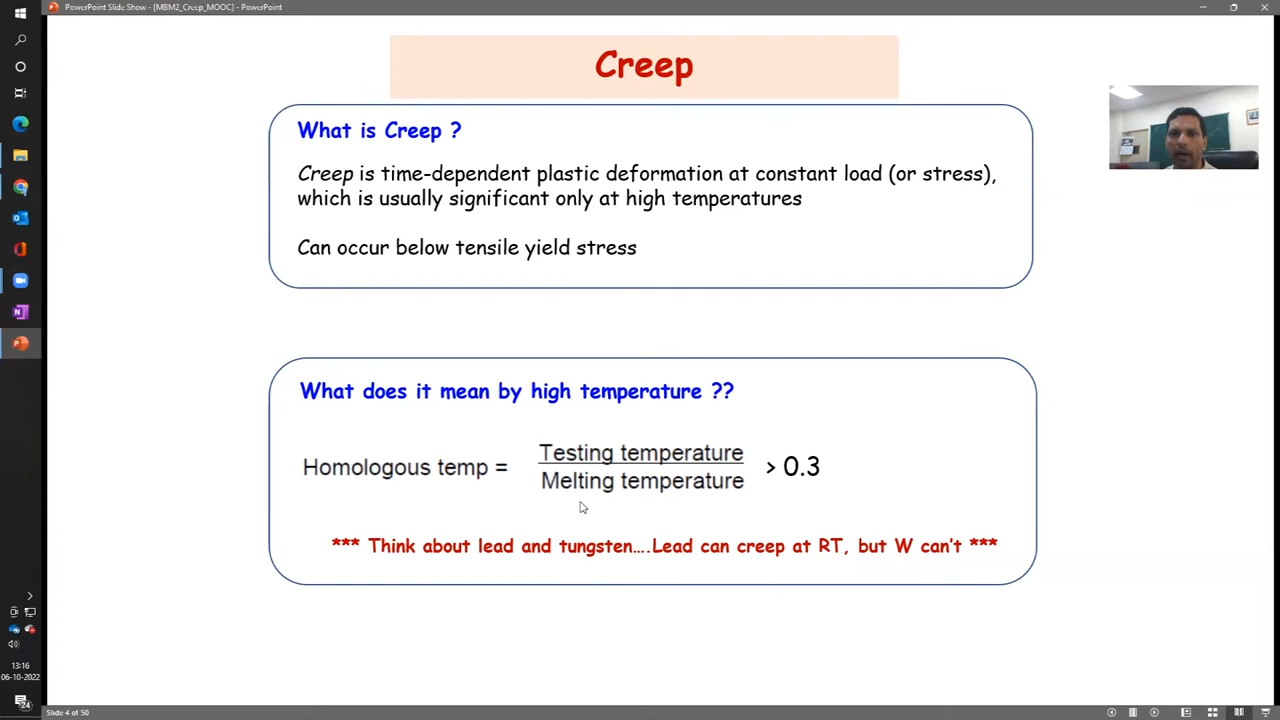 PowerPoint Slide Show - [MBM2_Creep_MOOC] - PowerPoint
Creep
What is Creep ?
Creep is time-dependent plastic deformation at constant load (or stress),
which is usually significant only at high temperatures
Can occur below tensile yield stress
What does it mean by high temperature ??
Homologous temp = Testing temperature / Melting temperature > 0.3
*** Think about lead and tungsten....Lead can creep at RT, but W can't ***
13:16
06-10-2022
24
Slide 4 of 50